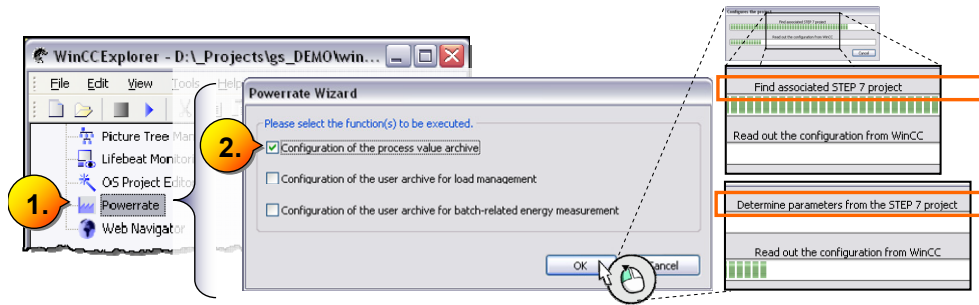 WinCCExplorer - D:\_Projects\gs_DEMO\win...
File Edit View Tools Help
Picture Tree Man
Lifebeat Monitor
OS Project Editor
Powerrate
Web Navigator
1.
2.
Powerrate Wizard
Please select the function(s) to be executed.
Configuration of the process value archive
Configuration of the user archive for load management
Configuration of the user archive for batch-related energy measurement
OK
Cancel
Configures the project
Find associated STEP 7 project
Read out the configuration from WinCC
Cancel
Find associated STEP 7 project
Read out the configuration from WinCC
Determine parameters from the STEP 7 project
Read out the configuration from WinCC